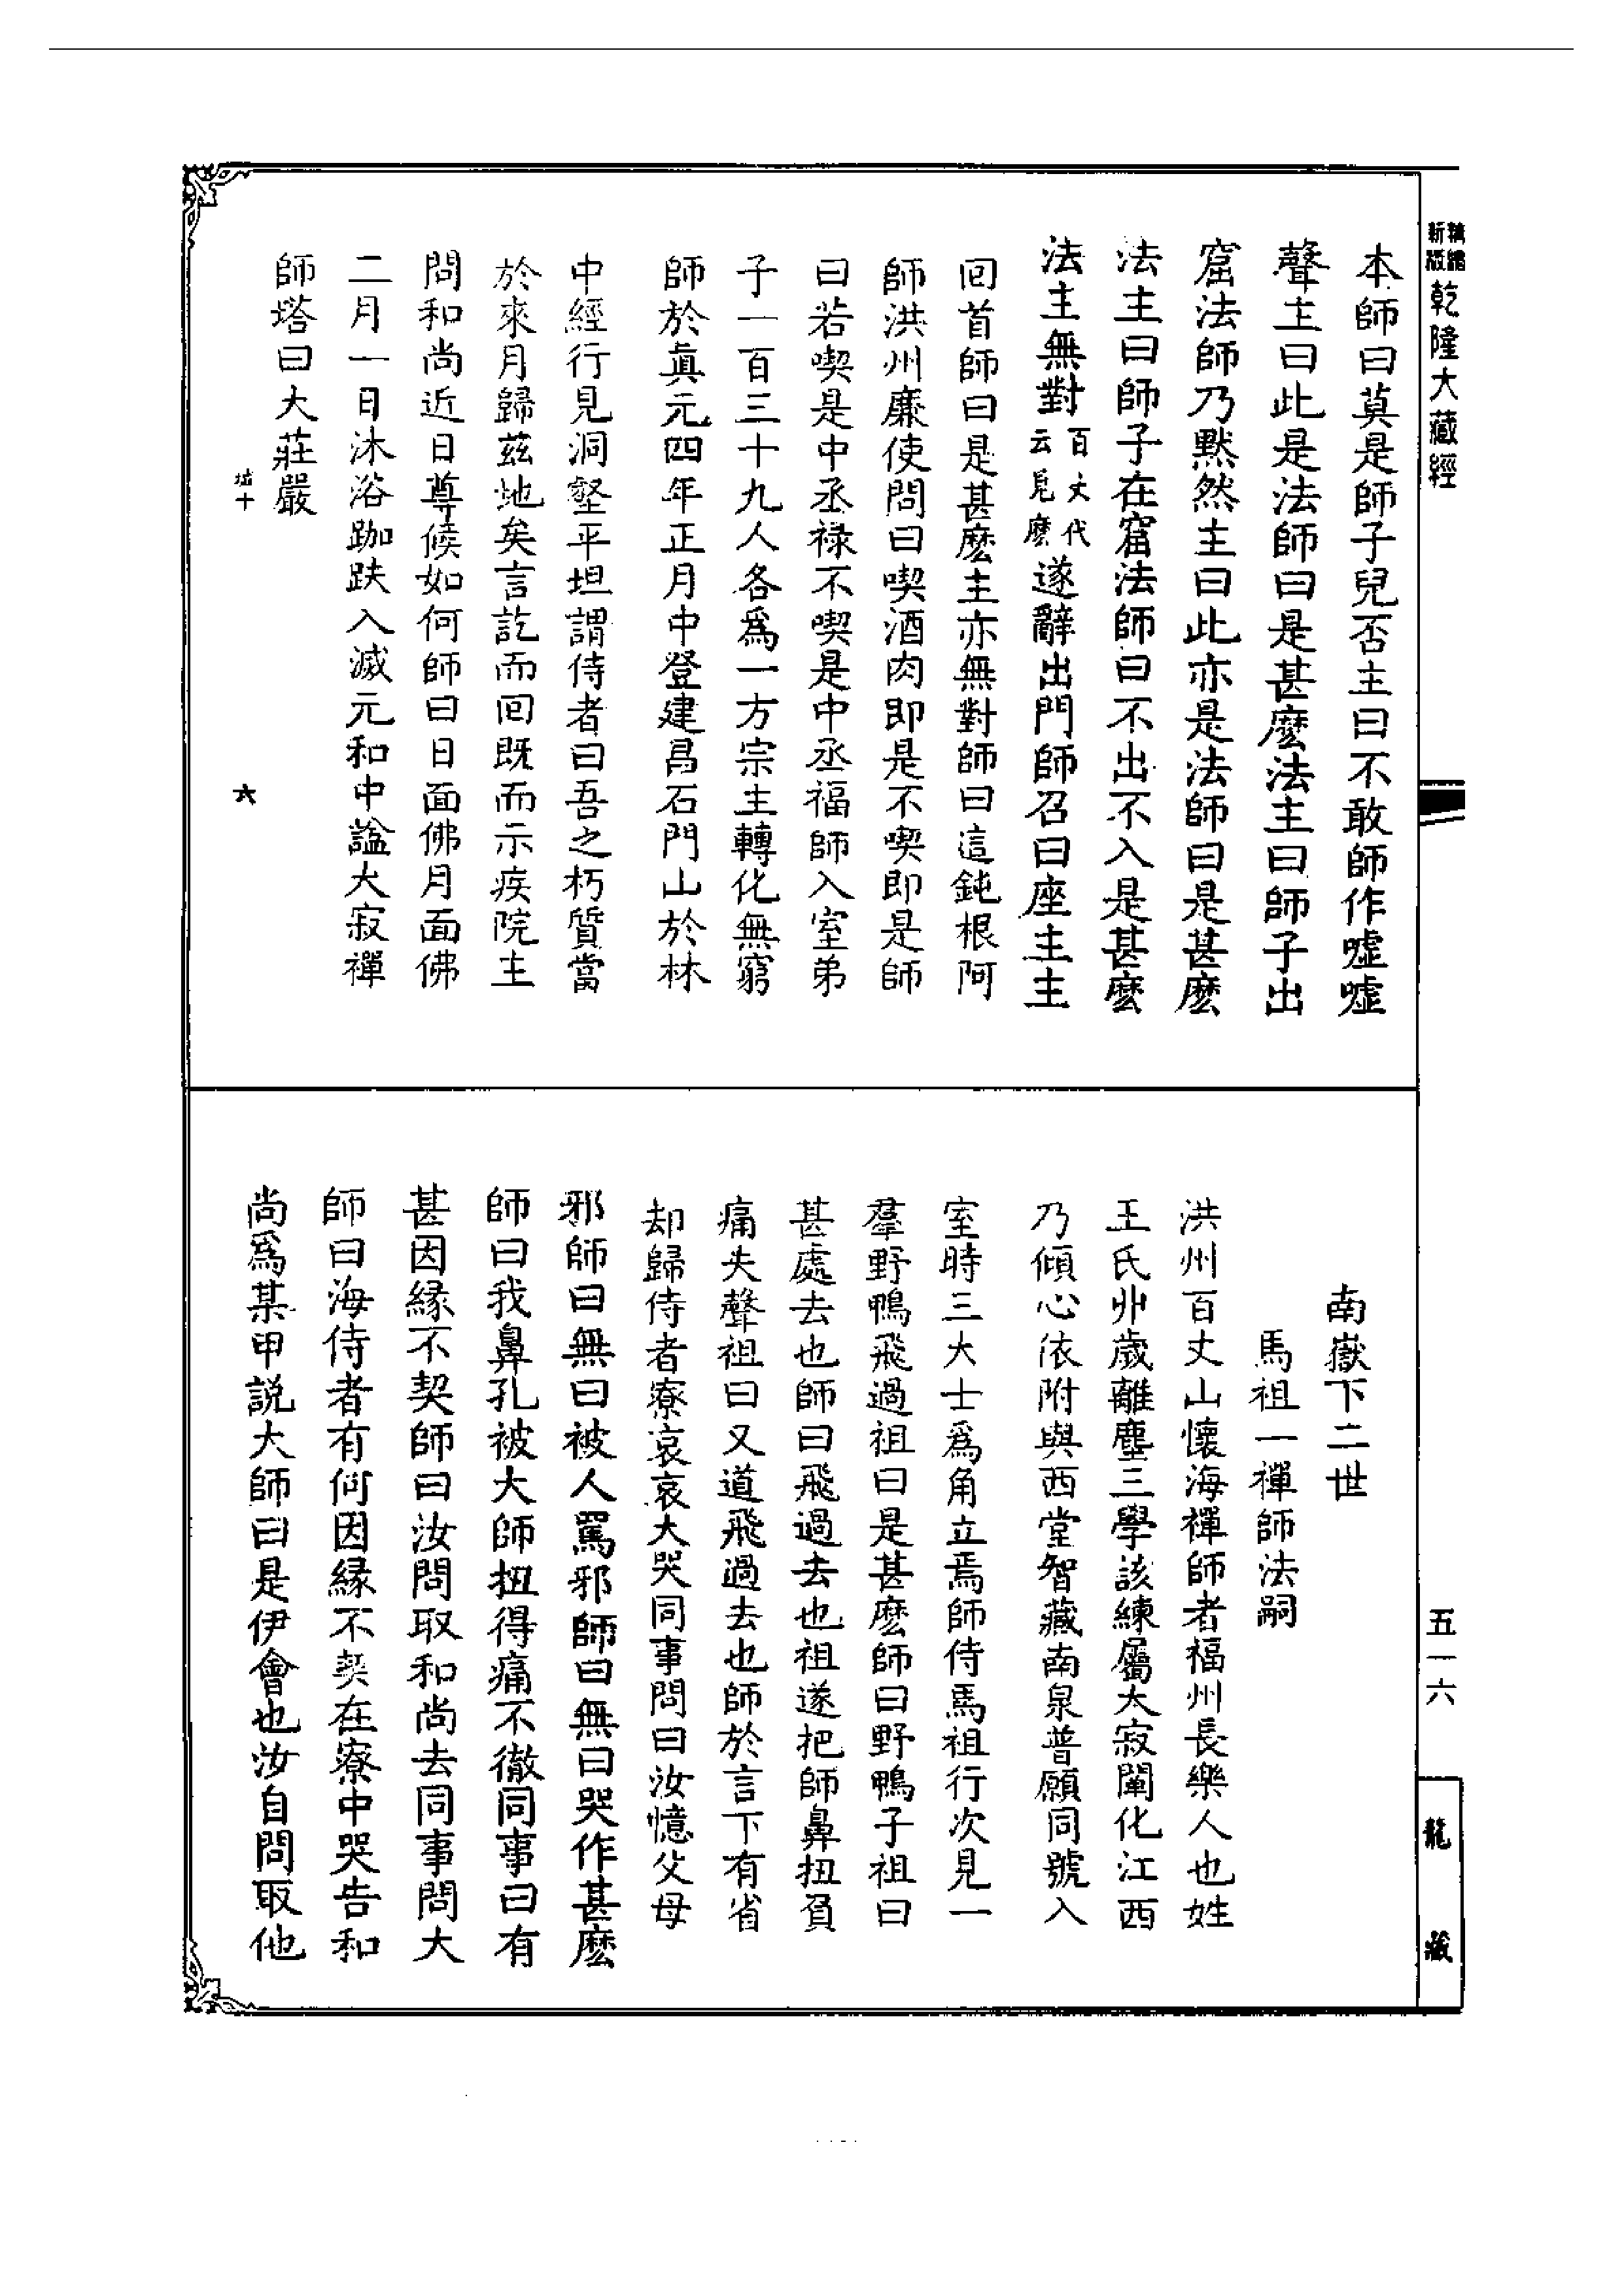 新編縮版乾隆大藏經
本師曰莫是師子兒否主曰不敢師作噓噓
聲主曰此是法師曰是甚麼法主曰師子出
窟法師乃默然主曰此亦是法師曰是甚麼
法主曰師子在窟法師曰不出不入是甚麼
法主無對百丈代云見麼遂辭出門師召曰座主主
回首師曰是甚麼主亦無對師曰這鈍根阿
師洪州廉使問曰喫酒肉即是不喫即是師
曰若喫是中丞祿不喫是中丞福師入室弟
子一百三十九人各為一方宗主轉化無窮
師於真元四年正月中登建昌石門山於林
中經行見洞壑平坦謂侍者曰吾之朽質當
於來月歸茲地矣言訖而回既而示疾院主
問和尚近日尊候如何師曰日面佛月面佛
二月一日沐浴跏趺入滅元和中諡大寂禪
師塔曰大莊嚴
六
南嶽下二世
馬祖一禪師法嗣
洪州百丈山懷海禪師者福州長樂人也姓
王氏丱歲離塵三學該練屬大寂闡化江西
乃傾心依附與西堂智藏南泉普願同號入
室時三大士為角立焉師侍馬祖行次見一
羣野鴨飛過祖曰是甚麼師曰野鴨子祖曰
甚處去也師曰飛過去也祖遂把師鼻扭負
痛失聲祖曰又道飛過去也師於言下有省
却歸侍者寮哀哀大哭同事問曰汝憶父母
邪師曰無曰被人罵邪師曰無曰哭作甚麼
師曰我鼻孔被大師扭得痛不徹同事曰有
甚因緣不契師曰汝問取和尚去同事問大
師曰海侍者有何因緣不契在寮中哭告和
尚為某甲說大師曰是伊會也汝自問取他
五一六
龍藏